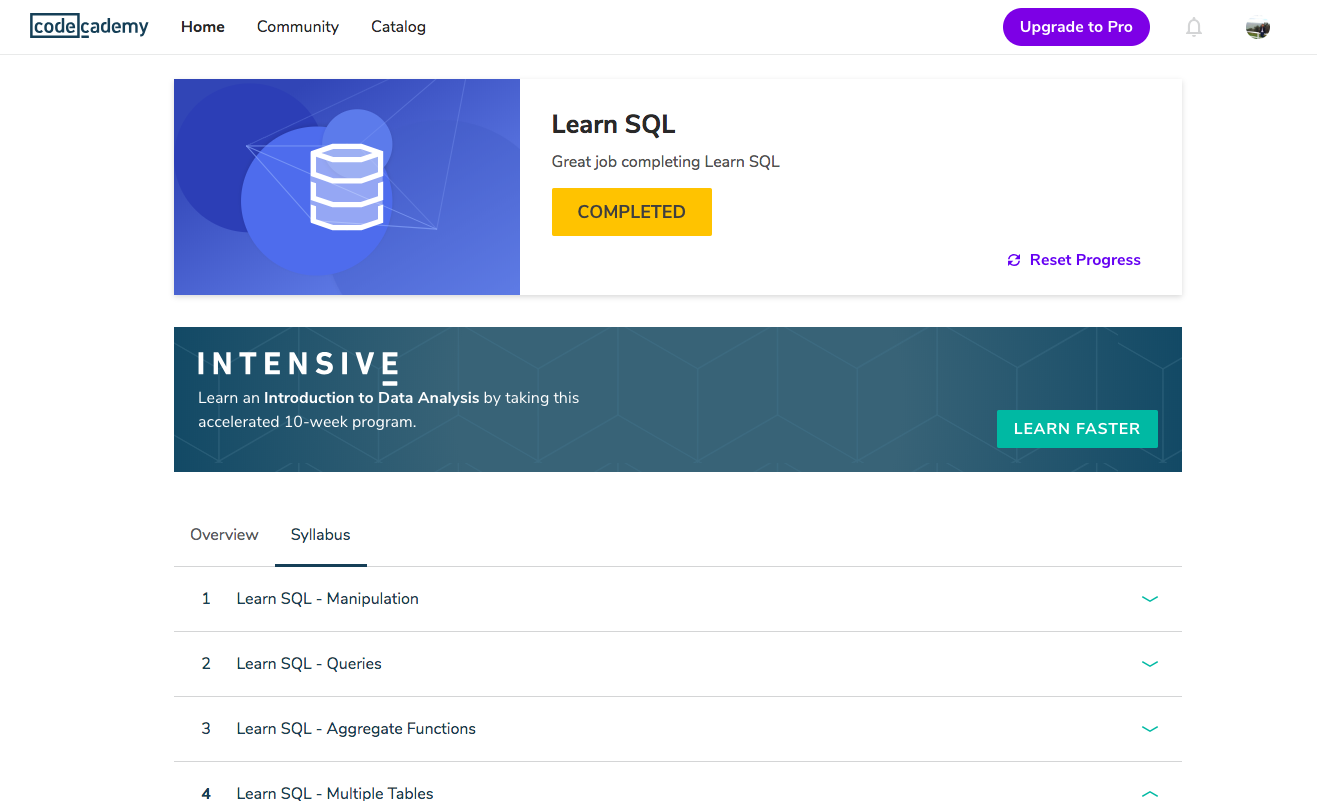 codecademy
Home
Community
Catalog
Upgrade to Pro
Learn SQL
Great job completing Learn SQL
COMPLETED
Reset Progress
INTENSIVE
Learn an Introduction to Data Analysis by taking this
accelerated 10-week program.
LEARN FASTER
Overview
Syllabus
1 Learn SQL - Manipulation
2 Learn SQL - Queries
3 Learn SQL - Aggregate Functions
4 Learn SQL - Multiple Tables